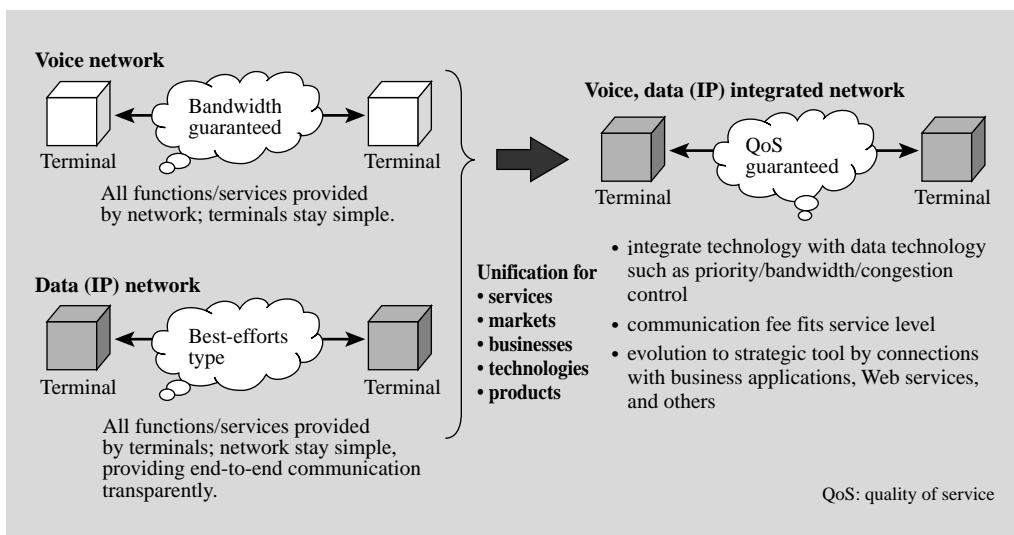 Voice network
Bandwidth
guaranteed
Terminal
Terminal
All functions/services provided
by network; terminals stay simple.
Data (IP) network
Best-efforts
type
Terminal
Terminal
All functions/services provided
by terminals; network stay simple,
providing end-to-end communication
transparently.
Unification for
• services
• markets
• businesses
• technologies
• products
Voice, data (IP) integrated network
QoS
guaranteed
Terminal
Terminal
• integrate technology with data technology
such as priority/bandwidth/congestion
control
• communication fee fits service level
• evolution to strategic tool by connections
with business applications, Web services,
and others
QoS: quality of service